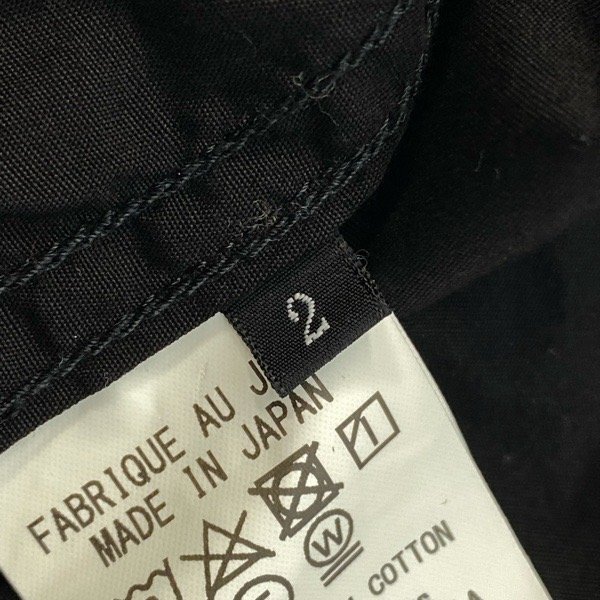 2
FABRIQUE AU J
MADE IN JAPAN
W
COTTON